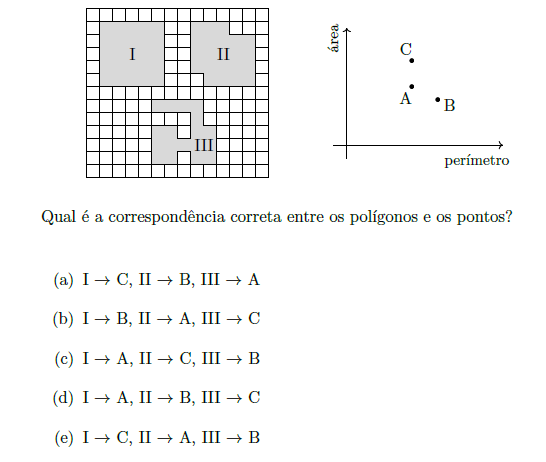 I
II
III
área
C
A
B
perímetro
Qual é a correspondência correta entre os polígonos e os pontos?
(a) I → C, II → B, III → A
(b) I → B, II → A, III → C
(c) I → A, II → C, III → B
(d) I → A, II → B, III → C
(e) I → C, II → A, III → B